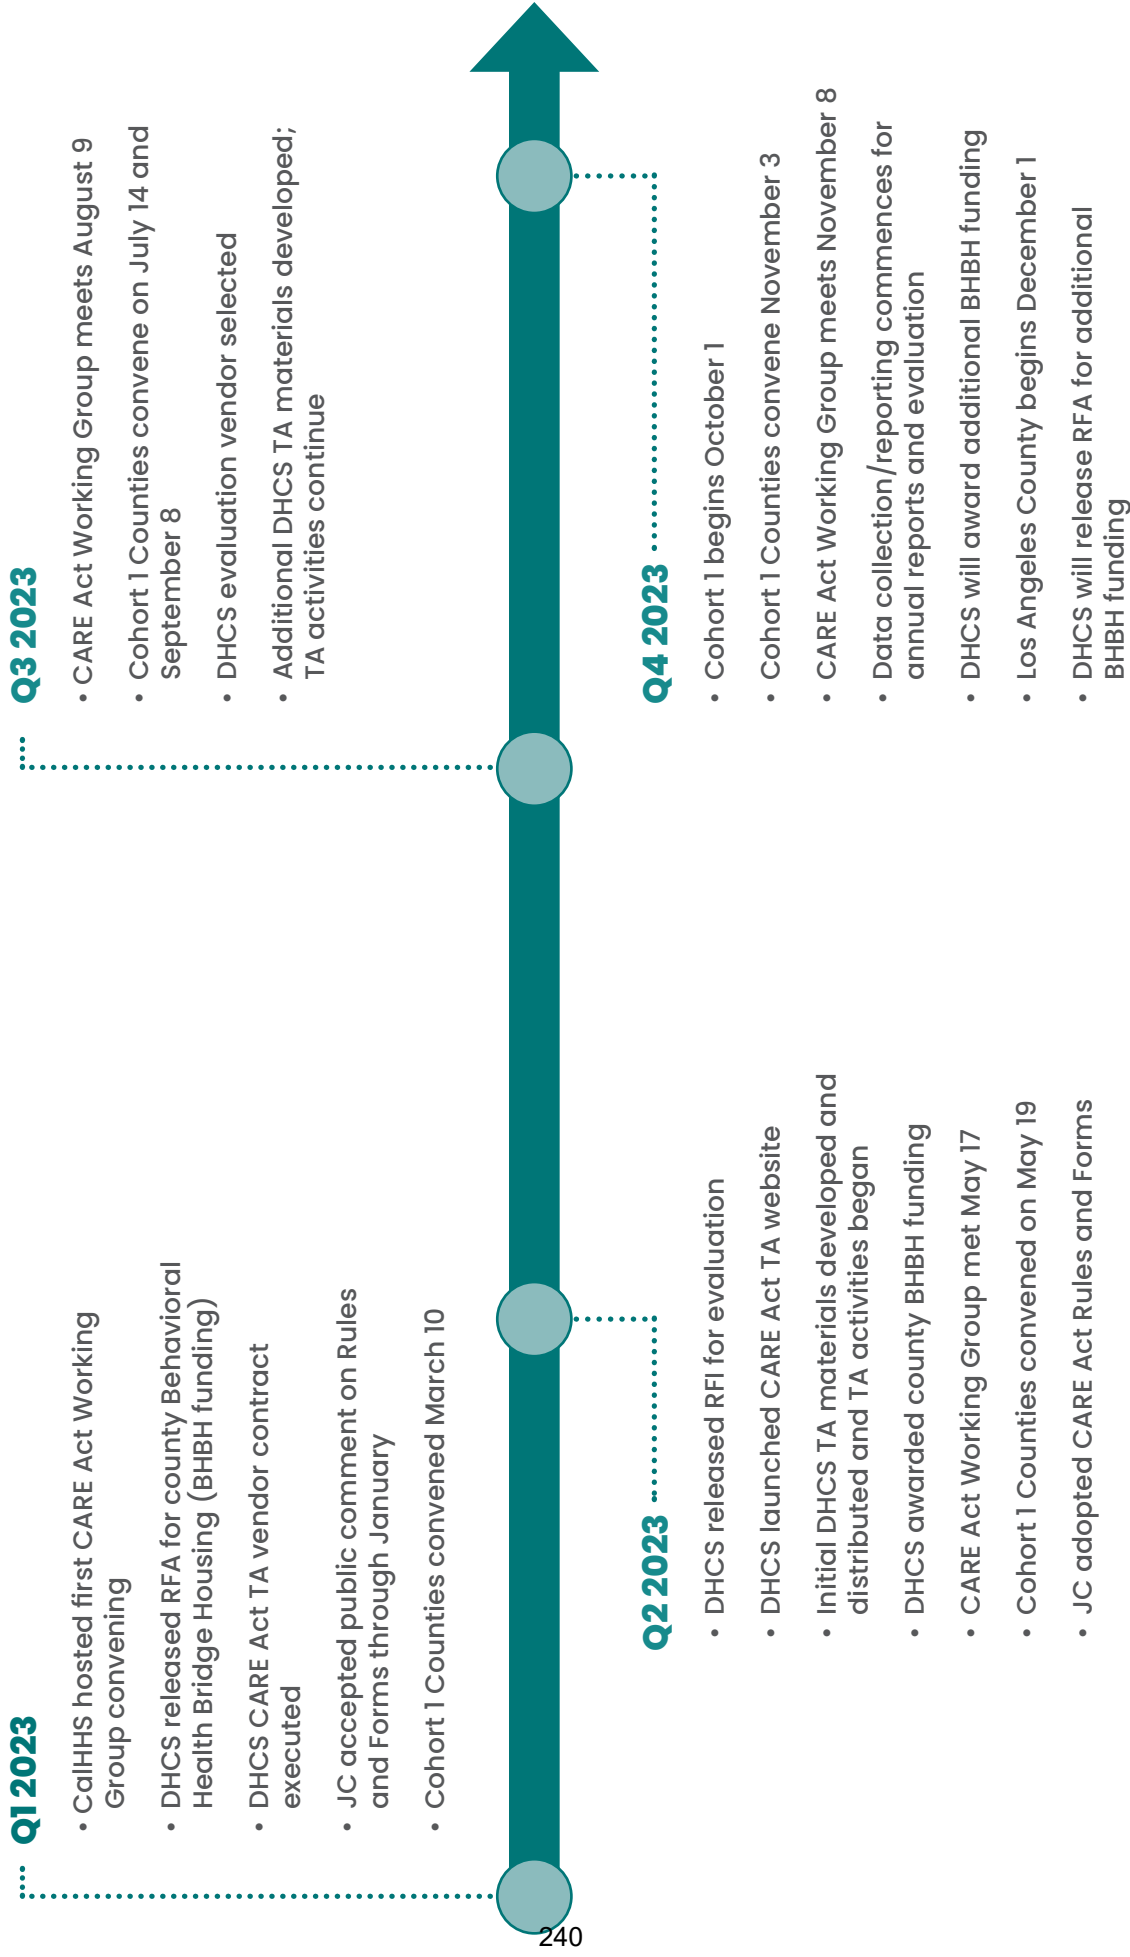 Q1 2023
• CalHHS hosted first CARE Act Working
Group convening
• DHCS released RFA for county Behavioral
Health Bridge Housing (BHBH funding)
• DHCS CARE Act TA vendor contract
executed
• JC accepted public comment on Rules
and Forms through January
• Cohort 1 Counties convened March 10
Q2 2023
• DHCS released RFI for evaluation
• DHCS launched CARE Act TA website
• Initial DHCS TA materials developed and
distributed and TA activities began
• DHCS awarded county BHBH funding
• CARE Act Working Group met May 17
• Cohort 1 Counties convened on May 19
• JC adopted CARE Act Rules and Forms
Q3 2023
• CARE Act Working Group meets August 9
• Cohort 1 Counties convene on July 14 and
September 8
• DHCS evaluation vendor selected
• Additional DHCS TA materials developed;
TA activities continue
Q4 2023
• Cohort 1 begins October 1
• Cohort 1 Counties convene November 3
• CARE Act Working Group meets November 8
• Data collection/reporting commences for
annual reports and evaluation
• DHCS will award additional BHBH funding
• Los Angeles County begins December 1
• DHCS will release RFA for additional
BHBH funding
240